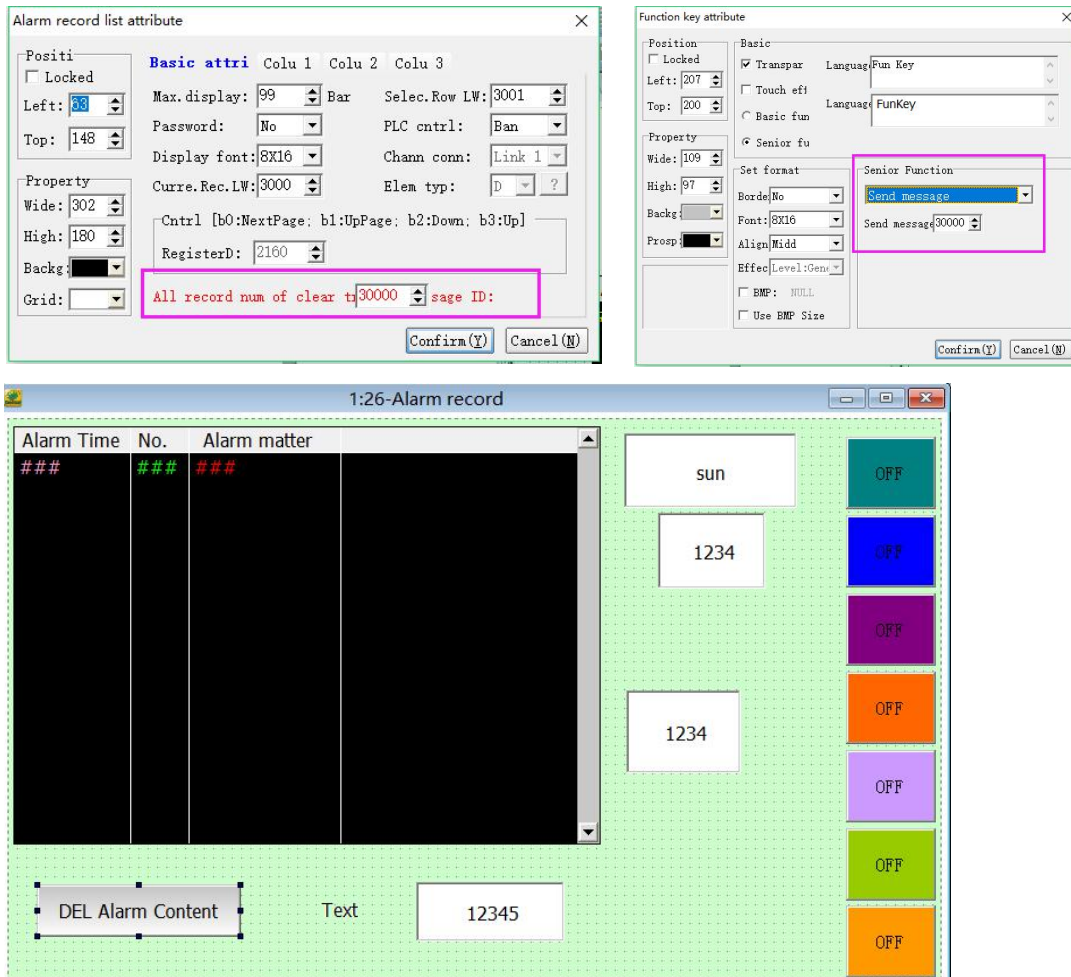 Alarm record list attribute
Positi
Locked
Left: 63
Top: 148
Property
Wide: 302
High: 180
Backg:
Grid:
Basic attri Colu 1 Colu 2 Colu 3
Max. display: 99 Bar Selec.Row LW: 3001
Password: No PLC cntrl: Ban
Display font: 8X16 Chann conn: Link 1
Curre.Rec.LW: 3000 Elem typ: D ?
Cntrl [b0:NextPage; b1:UpPage; b2:Down; b3:Up]
RegisterD: 2160
All record num of clear tr 30000 sage ID:
Confirm(Y) Cancel(N)
Function key attribute
Position
Locked
Left: 207
Top: 200
Property
Wide: 109
High: 97
Backg:
Prosp:
Basic
Transpar Languag Fun Key
Touch eff
Languag FunKey
Basic fun
Senior fu
Set format
Borde: No
Font: 8X16
Align Midd
Effec Level:Gene
BMP: NULL
Use BMP Size
Senior Function
Send message
Send message 30000
Confirm(Y) Cancel(N)
1:26-Alarm record
Alarm Time No. Alarm matter
### ### ###
sun
1234
1234
OFF
OFF
OFF
OFF
OFF
OFF
OFF
DEL Alarm Content Text 12345